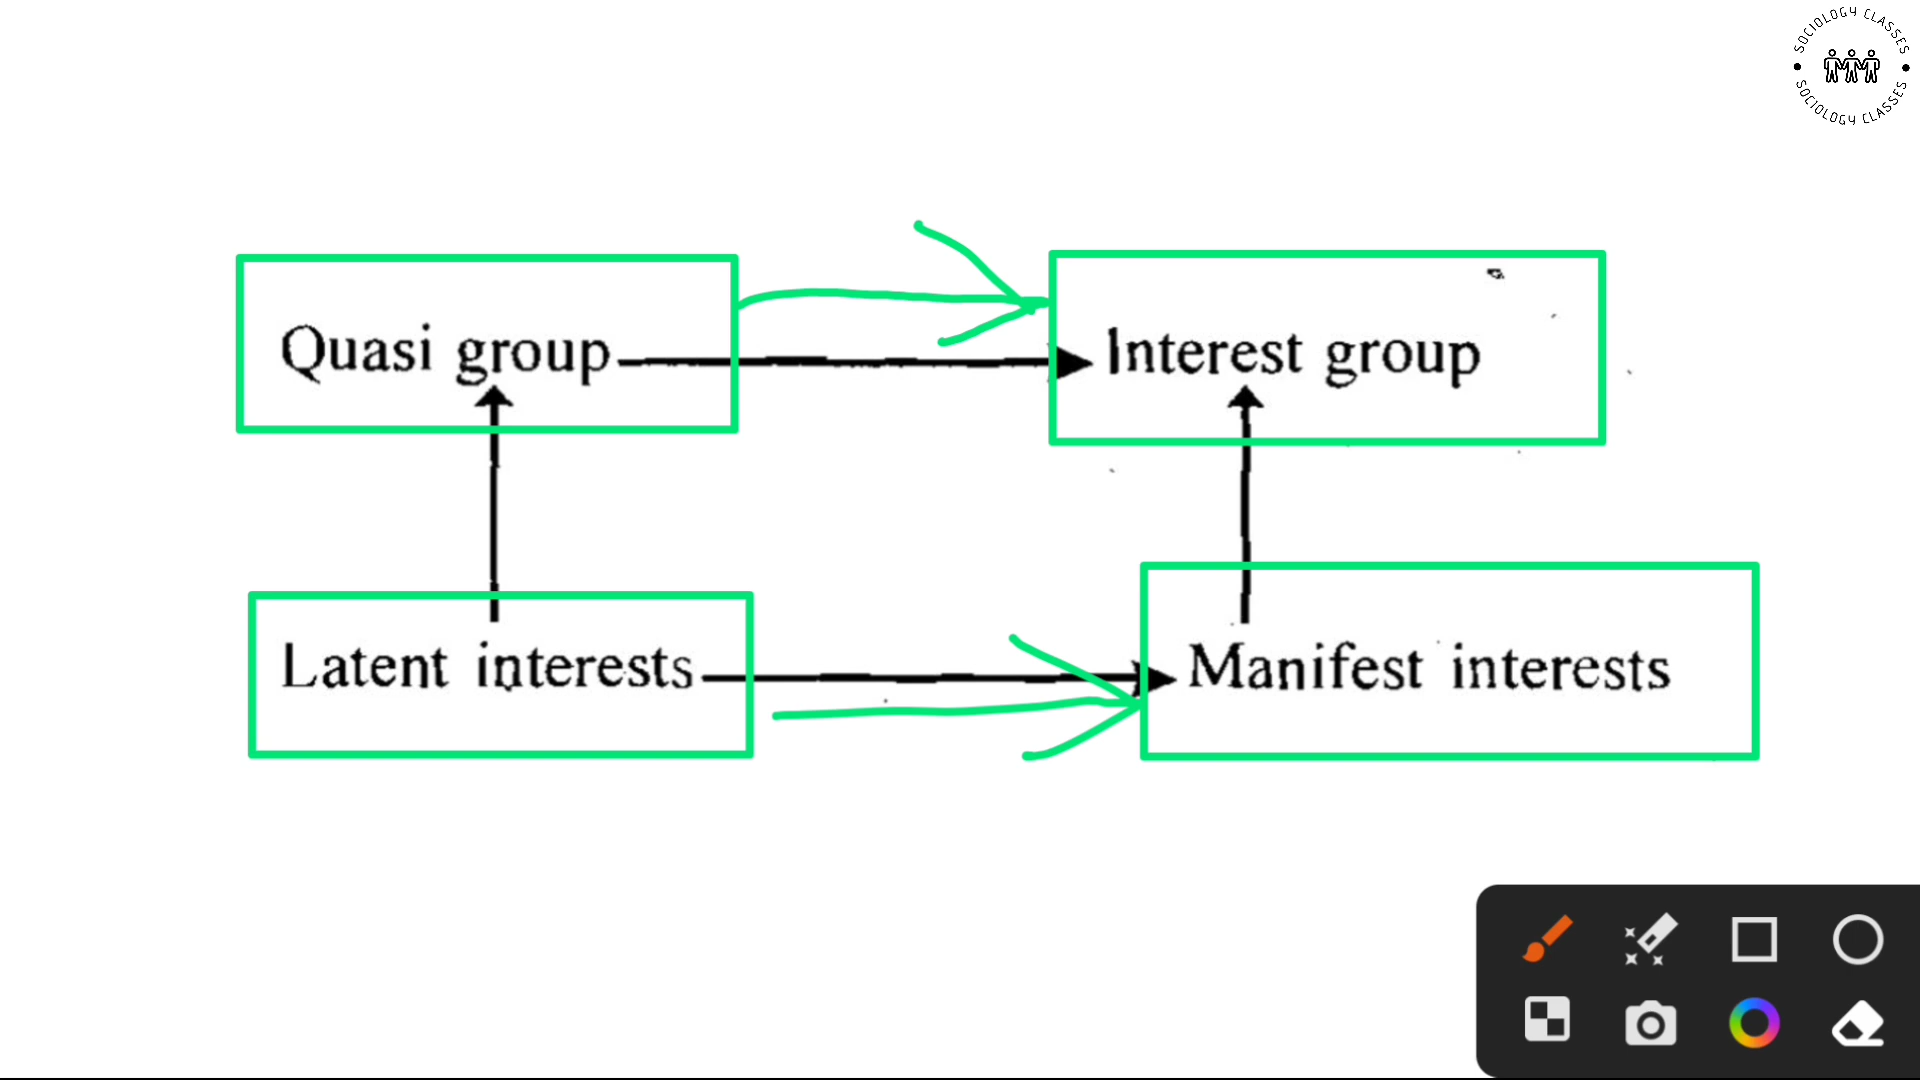 SOCIOLOGY CLASSES
SOCIOLOGY CLASSES
Quasi group
Interest group
Latent interests
Manifest interests